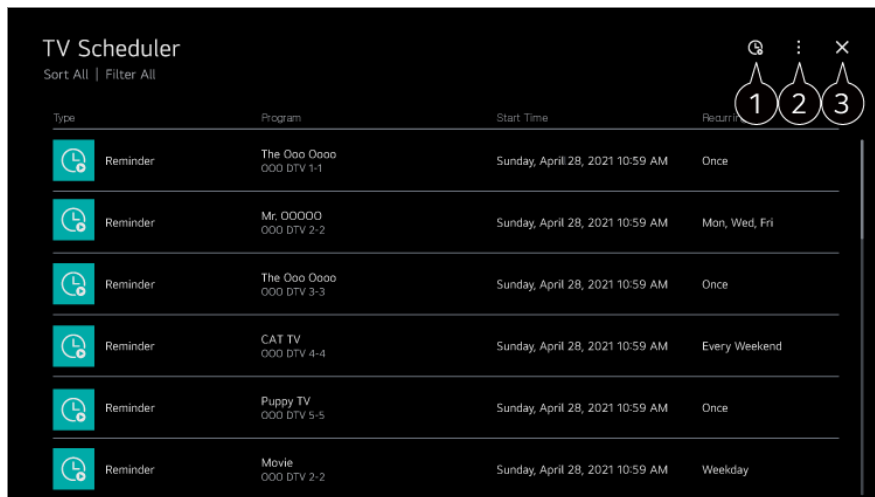 TV Scheduler
Sort All | Filter All
1 2 3
Type Program Start Time Recurring
Reminder The Ooo Oooo Sunday, April 28, 2021 10:59 AM Once
OOO DTV 1-1
Reminder Mr. OOOOO Sunday, April 28, 2021 10:59 AM Mon, Wed, Fri
OOO DTV 2-2
Reminder The Ooo Oooo Sunday, April 28, 2021 10:59 AM Once
OOO DTV 3-3
Reminder CAT TV Sunday, April 28, 2021 10:59 AM Every Weekend
OOO DTV 4-4
Reminder Puppy TV Sunday, April 28, 2021 10:59 AM Once
OOO DTV 5-5
Reminder Movie Sunday, April 28, 2021 10:59 AM Weekday
OOO DTV 2-2